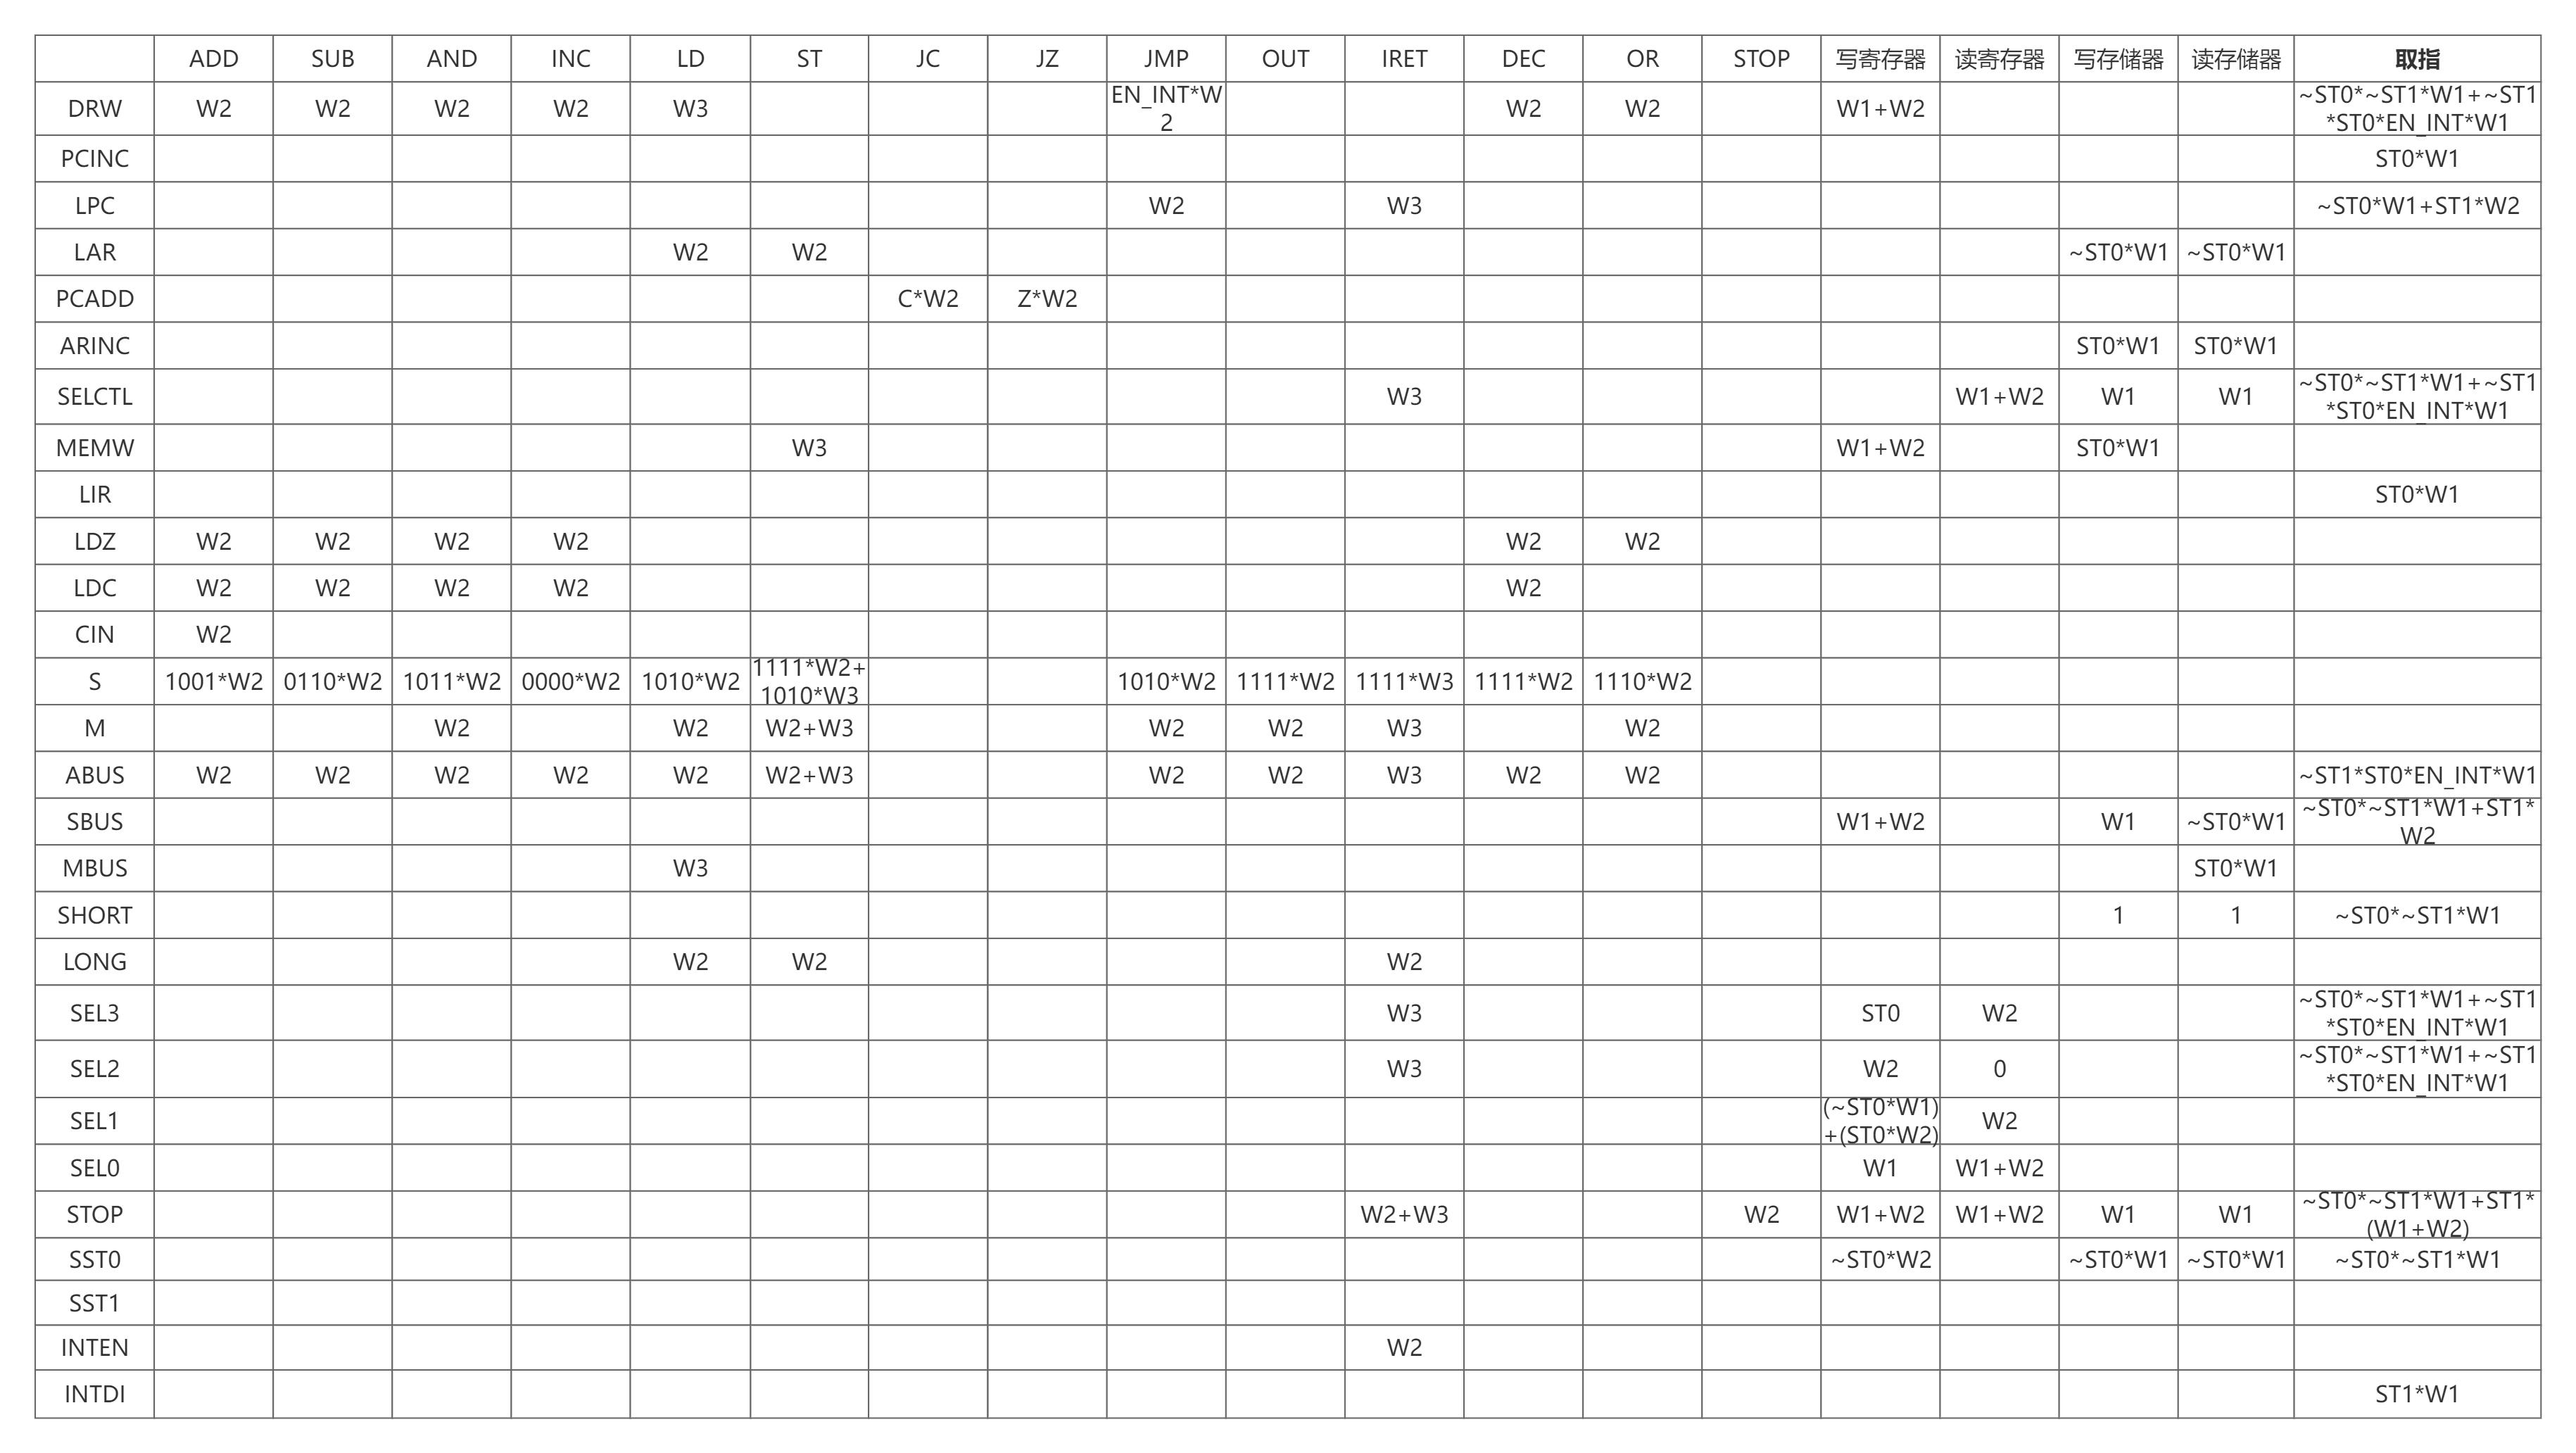 ADD SUB AND INC LD ST JC JZ JMP OUT IRET DEC OR STOP 写寄存器 读寄存器 写存储器 读存储器 取指
DRW W2 W2 W2 W2 W3 EN_INT*W
2 W2 W2 W1+W2 ~ST0*~ST1*W1+~ST1
*ST0*EN_INT*W1
PCINC ST0*W1
LPC W2 W3 ~ST0*W1+ST1*W2
LAR W2 W2 ~ST0*W1 ~ST0*W1
PCADD C*W2 Z*W2
ARINC ST0*W1 ST0*W1
SELCTL W3 W1+W2 W1 W1 ~ST0*~ST1*W1+~ST1
*ST0*EN_INT*W1
MEMW W3 W1+W2 ST0*W1
LIR ST0*W1
LDZ W2 W2 W2 W2 W2 W2
LDC W2 W2 W2 W2 W2
CIN W2
S 1001*W2 0110*W2 1011*W2 0000*W2 1010*W2 1111*W2+
1010*W3 1010*W2 1111*W2 1111*W3 1111*W2 1110*W2
M W2 W2 W2+W3 W2 W2 W3 W2
ABUS W2 W2 W2 W2 W2 W2+W3 W2 W2 W3 W2 W2 ~ST1*ST0*EN_INT*W1
SBUS W1+W2 W1 ~ST0*W1 ~ST0*~ST1*W1+ST1*
W2
MBUS W3 ST0*W1
SHORT 1 1 ~ST0*~ST1*W1
LONG W2 W2 W2
SEL3 W3 ST0 W2 ~ST0*~ST1*W1+~ST1
*ST0*EN_INT*W1
SEL2 W3 W2 0 ~ST0*~ST1*W1+~ST1
*ST0*EN_INT*W1
SEL1 (~ST0*W1)
+(ST0*W2) W2
SEL0 W1 W1+W2
STOP W2+W3 W2 W1+W2 W1+W2 W1 W1 ~ST0*~ST1*W1+ST1*
(W1+W2)
SST0 ~ST0*W2 ~ST0*W1 ~ST0*W1 ~ST0*~ST1*W1
SST1
INTEN W2
INTDI ST1*W1